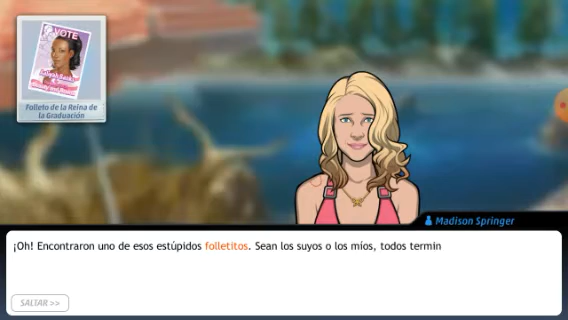 VOTE
Folleto de la Reina de
la Graduación
Madison Springer
¡Oh! Encontraron uno de esos estúpidos folletitos. Sean los suyos o los míos, todos termin
SALTAR >>